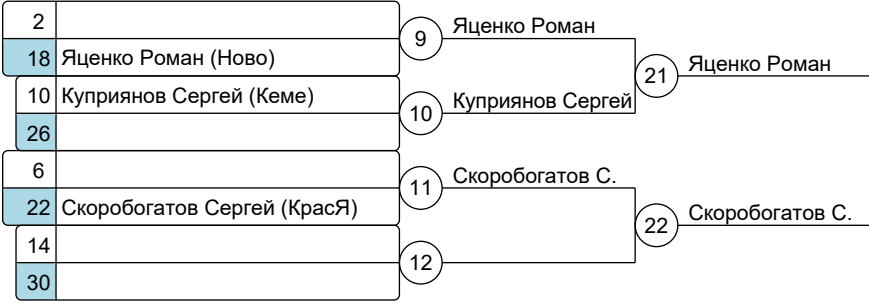 2
9
Яценко Роман
18 Яценко Роман (Ново)
21
Яценко Роман
10 Куприянов Сергей (Кеме)
10
Куприянов Сергей
26
6
11
Скоробогатов С.
22 Скоробогатов Сергей (КрасЯ)
22
Скоробогатов С.
14
12
30